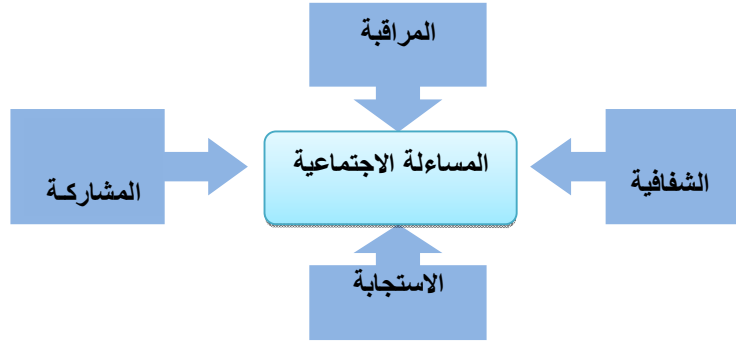 المراقبة
المساءلة الاجتماعية
الشفافية
المشاركـة
الاستجابة